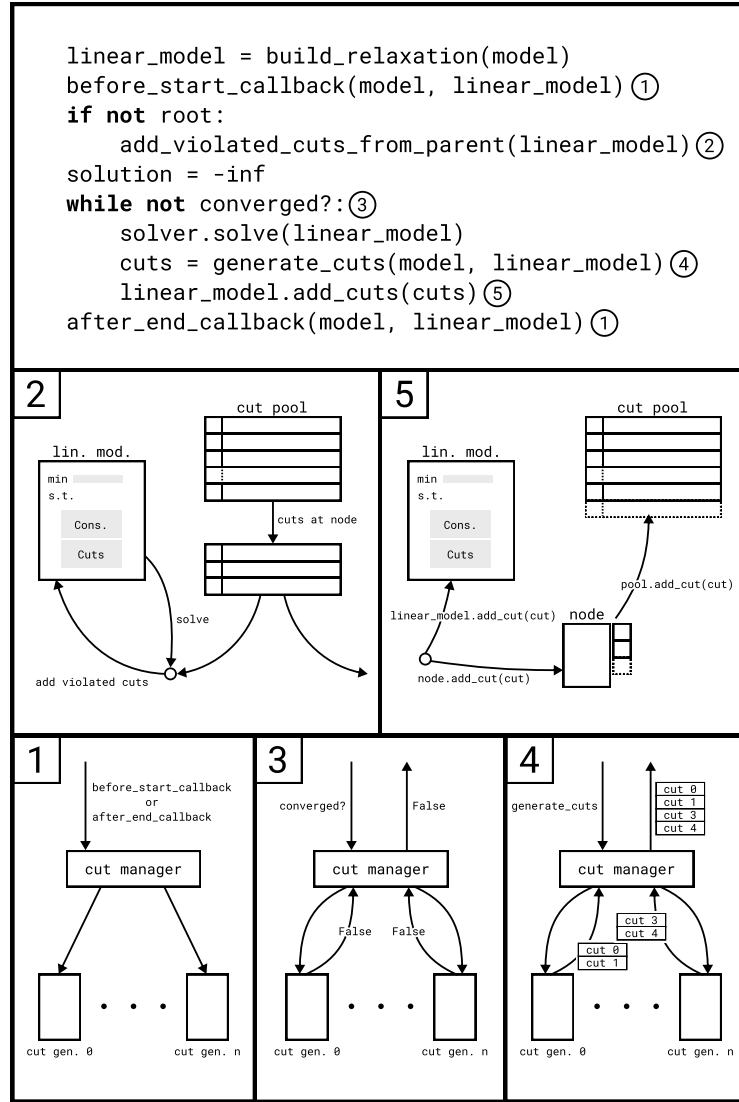 linear_model = build_relaxation(model)
before_start_callback(model, linear_model) 1
if not root:
add_violated_cuts_from_parent(linear_model) 2
solution = -inf
while not converged?: 3
solver.solve(linear_model)
cuts = generate_cuts(model, linear_model) 4
linear_model.add_cuts(cuts) 5
after_end_callback(model, linear_model) 1
2
cut pool
lin. mod.
min
s.t.
Cons.
Cuts
cuts at node
solve
add violated cuts
5
cut pool
lin. mod.
min
s.t.
Cons.
Cuts
pool.add_cut(cut)
linear_model.add_cut(cut)
node
node.add_cut(cut)
1
before_start_callback
or
after_end_callback
cut manager
cut gen. 0
cut gen. n
3
converged?
False
cut manager
False
False
cut gen. 0
cut gen. n
4
generate_cuts
cut 0
cut 1
cut 3
cut 4
cut manager
cut 3
cut 4
cut 0
cut 1
cut gen. 0
cut gen. n